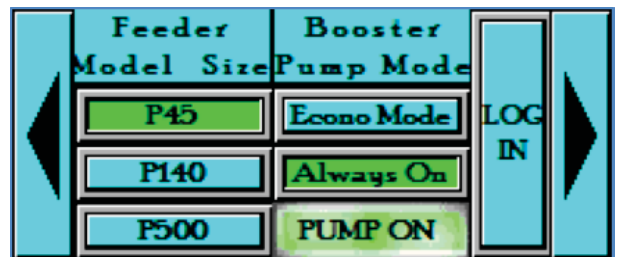 Feeder
Model Size
P45
P140
P500
Booster
Pump Mode
Econo Mode
Always On
PUMP ON
LOG
IN